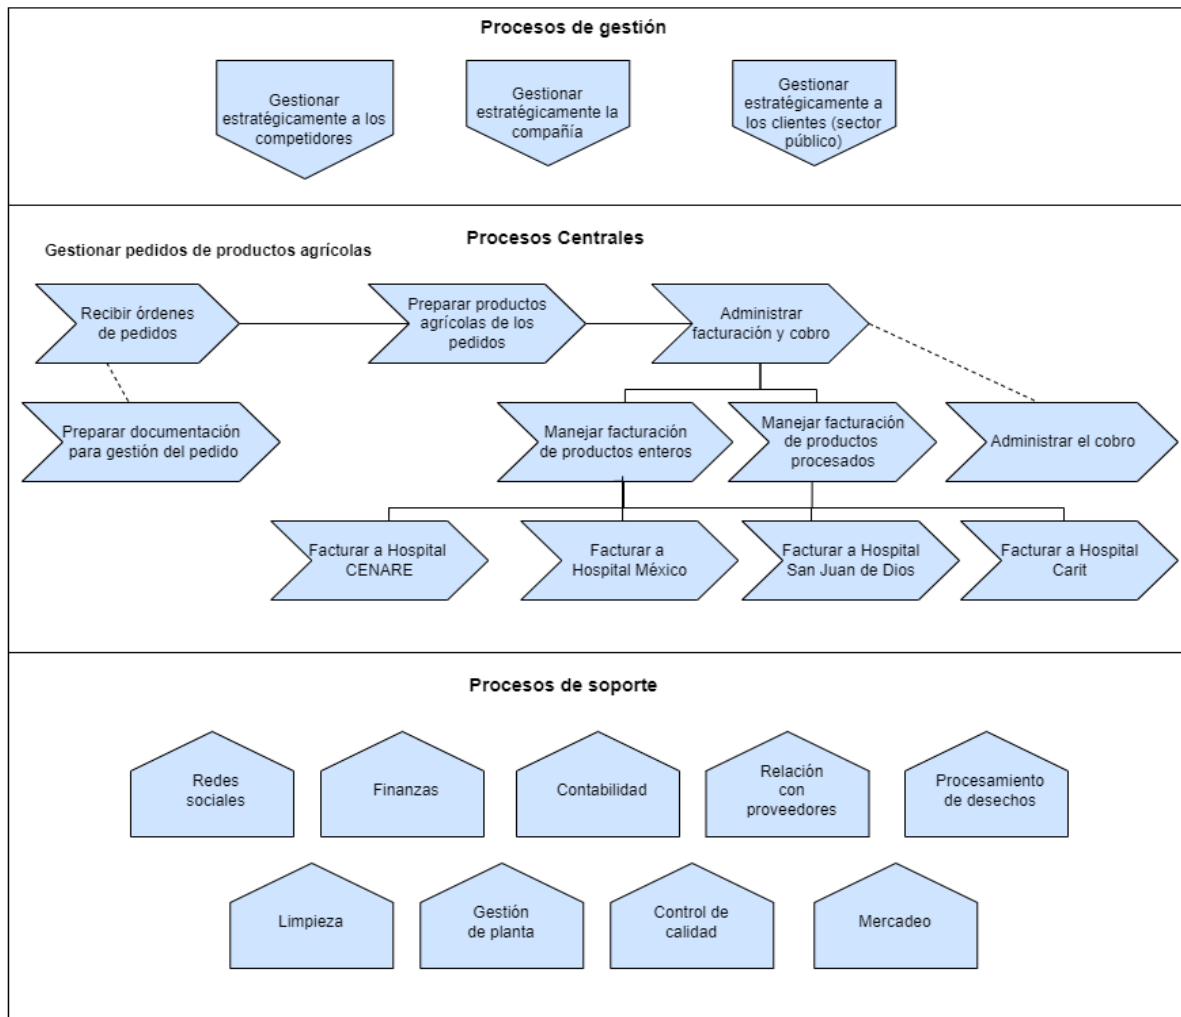 Procesos de gestión
Gestionar
estratégicamente a los
competidores
Gestionar
estratégicamente la
compañía
Gestionar
estratégicamente a
los clientes (sector
público)
Procesos Centrales
Gestionar pedidos de productos agrícolas
Recibir órdenes
de pedidos
Preparar productos
agrícolas de los
pedidos
Administrar
facturación y cobro
Preparar documentación
para gestión del pedido
Manejar facturación
de productos enteros
Manejar facturación
de productos
procesados
Administrar el cobro
Facturar a Hospital
CENARE
Facturar a
Hospital México
Facturar a Hospital
San Juan de Dios
Facturar a Hospital
Carit
Procesos de soporte
Redes
sociales
Finanzas
Contabilidad
Relación
con
proveedores
Procesamiento
de desechos
Limpieza
Gestión
de planta
Control de
calidad
Mercadeo